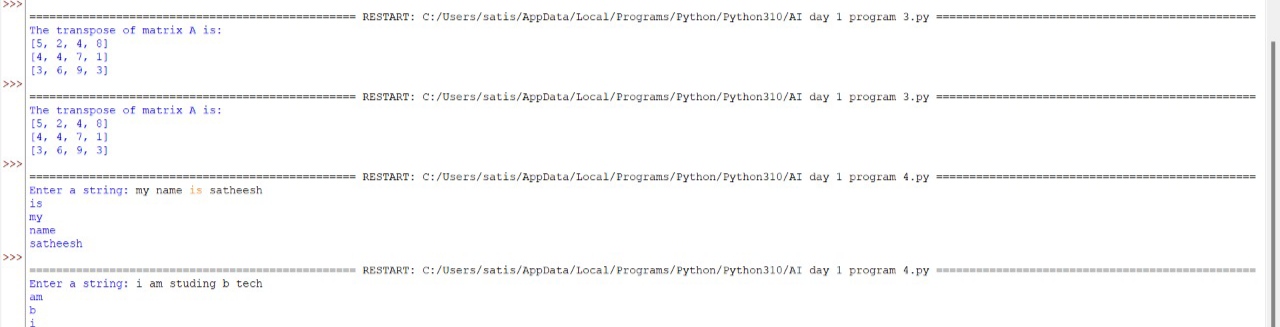 >>>
================================================= RESTART: C:/Users/satis/AppData/Local/Programs/Python/Python310/AI day 1 program 3.py ================================================
The transpose of matrix A is:
[5, 2, 4, 8]
[4, 4, 7, 1]
[3, 6, 9, 3]
>>>
================================================= RESTART: C:/Users/satis/AppData/Local/Programs/Python/Python310/AI day 1 program 3.py ================================================
The transpose of matrix A is:
[5, 2, 4, 8]
[4, 4, 7, 1]
[3, 6, 9, 3]
>>>
================================================= RESTART: C:/Users/satis/AppData/Local/Programs/Python/Python310/AI day 1 program 4.py ================================================
Enter a string: my name is satheesh
is
my
name
satheesh
>>>
================================================= RESTART: C:/Users/satis/AppData/Local/Programs/Python/Python310/AI day 1 program 4.py ================================================
Enter a string: i am studing b tech
am
b
i